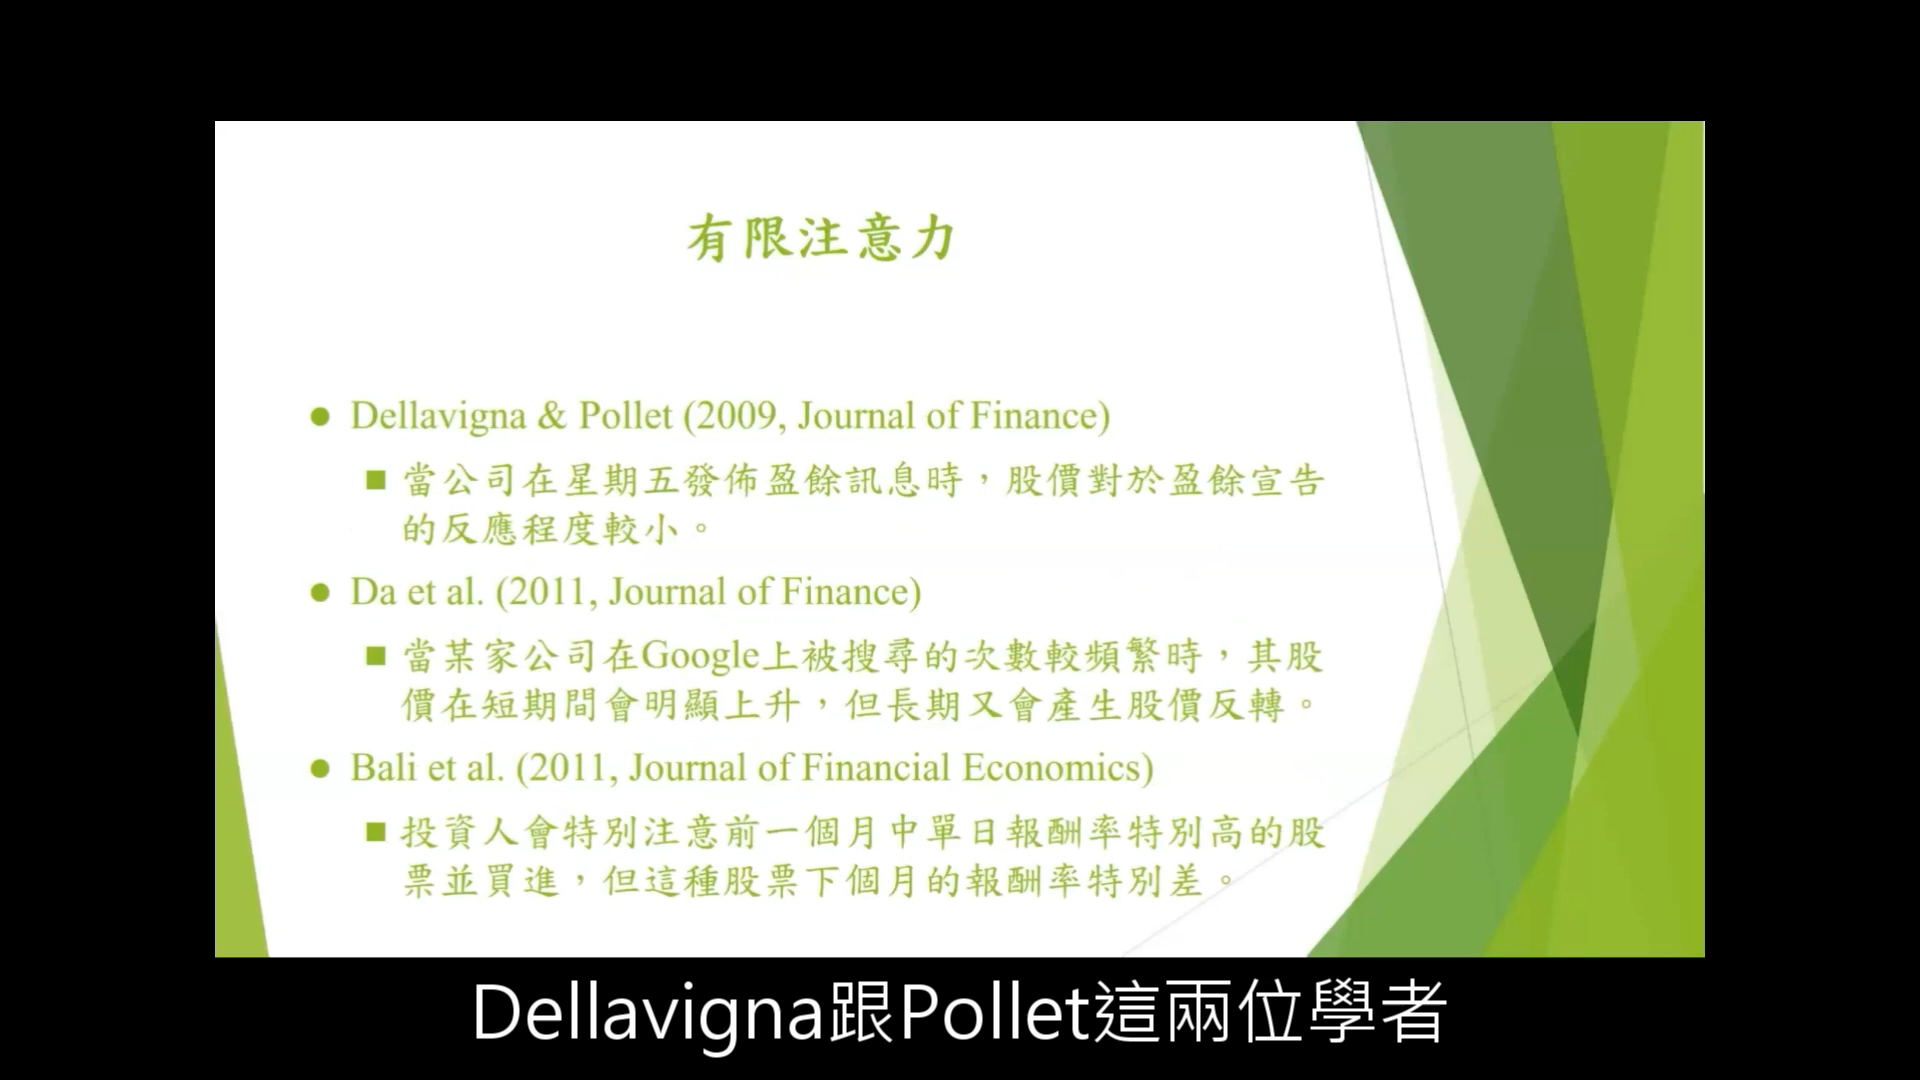 有限注意力
● Dellavigna & Pollet (2009, Journal of Finance)
■ 當公司在星期五發佈盈餘訊息時，股價對於盈餘宣告
的反應程度較小。
● Da et al. (2011, Journal of Finance)
■ 當某家公司在Google上被搜尋的次數較頻繁時，其股
價在短期間會明顯上升，但長期又會產生股價反轉。
● Bali et al. (2011, Journal of Financial Economics)
■ 投資人會特別注意前一個月中單日報酬率特別高的股
票並買進，但這種股票下個月的報酬率特別差。
Dellavigna跟Pollet這兩位學者